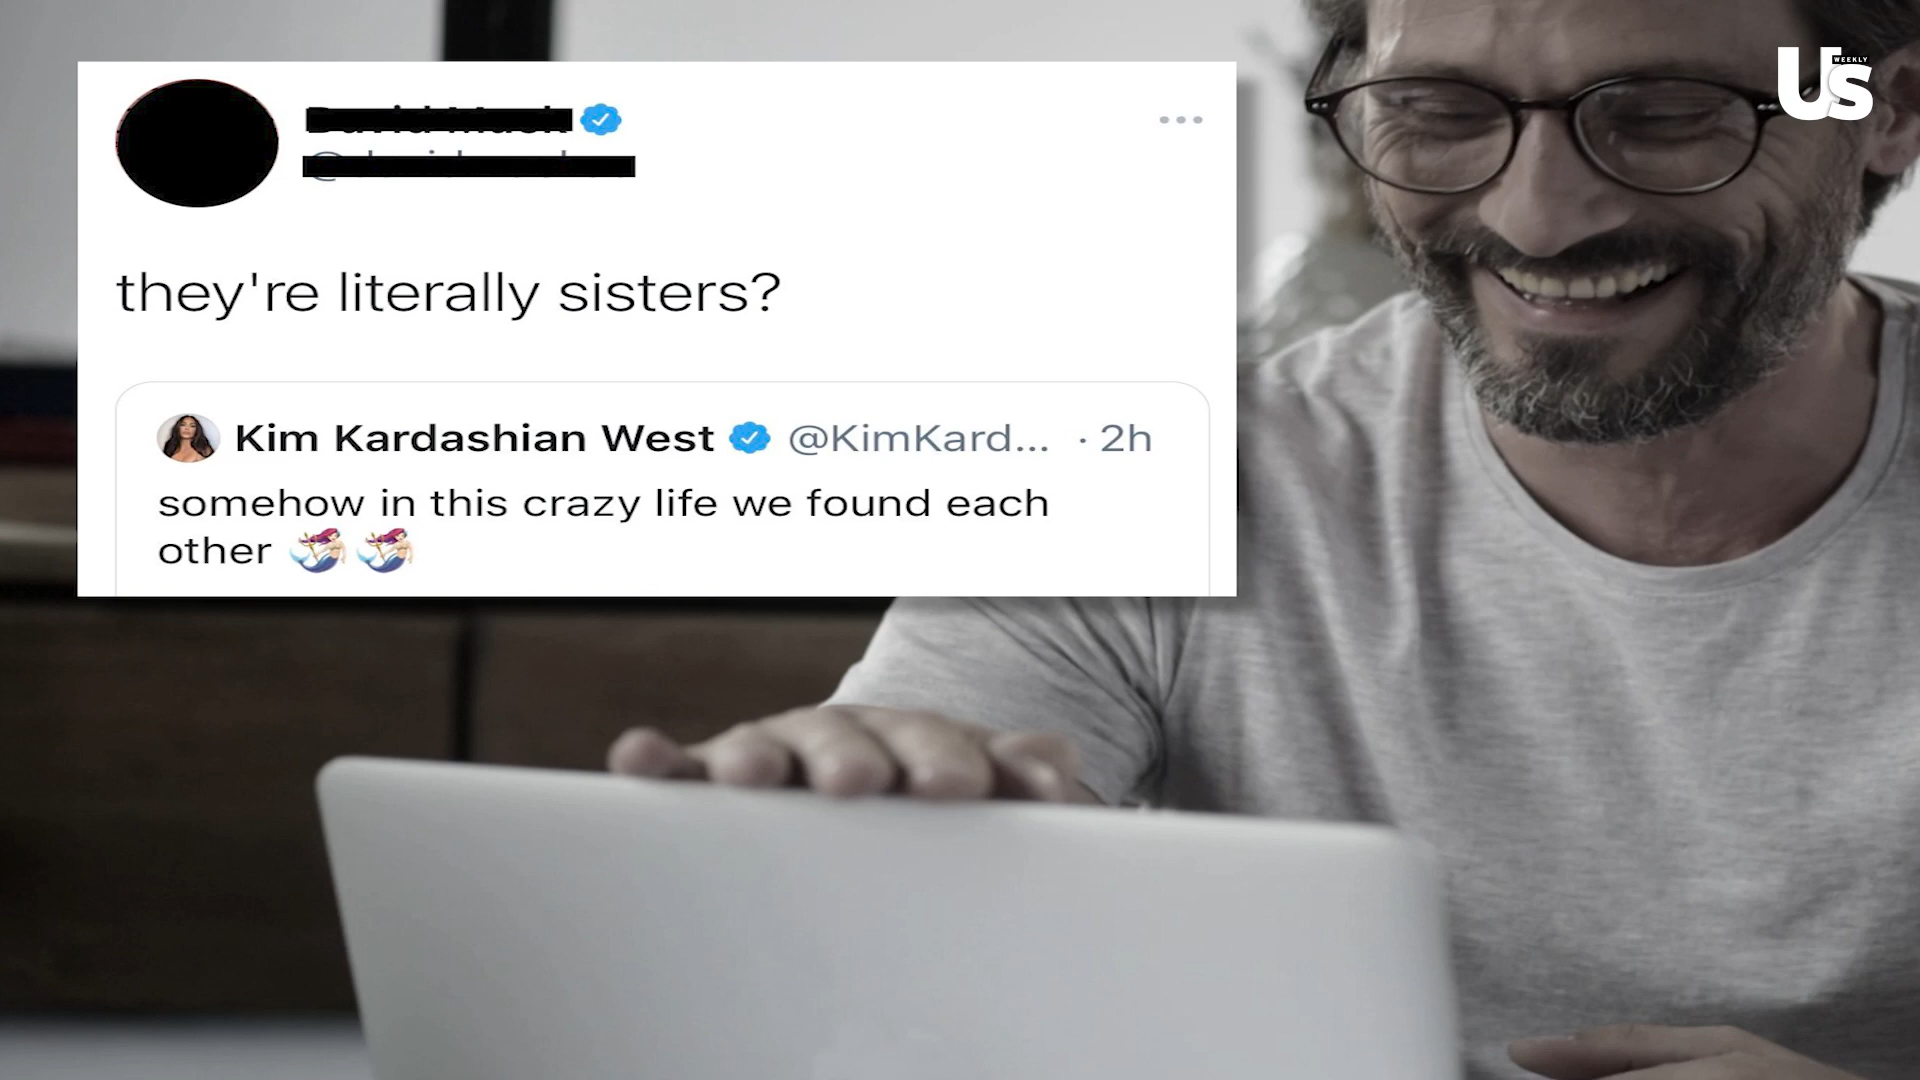 they're literally sisters?
Kim Kardashian West @KimKard... · 2h
somehow in this crazy life we found each
other
Us
WEEKLY